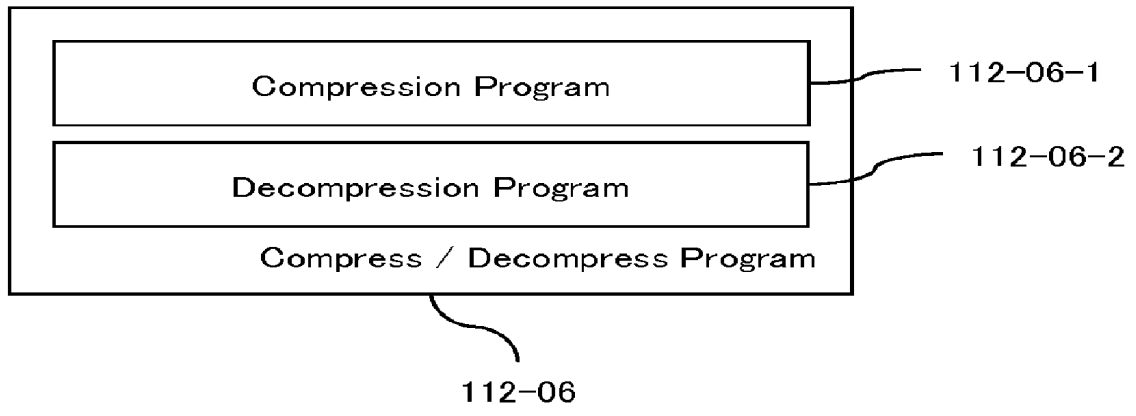 Compression Program
112-06-1
Decompression Program
112-06-2
Compress / Decompress Program
112-06